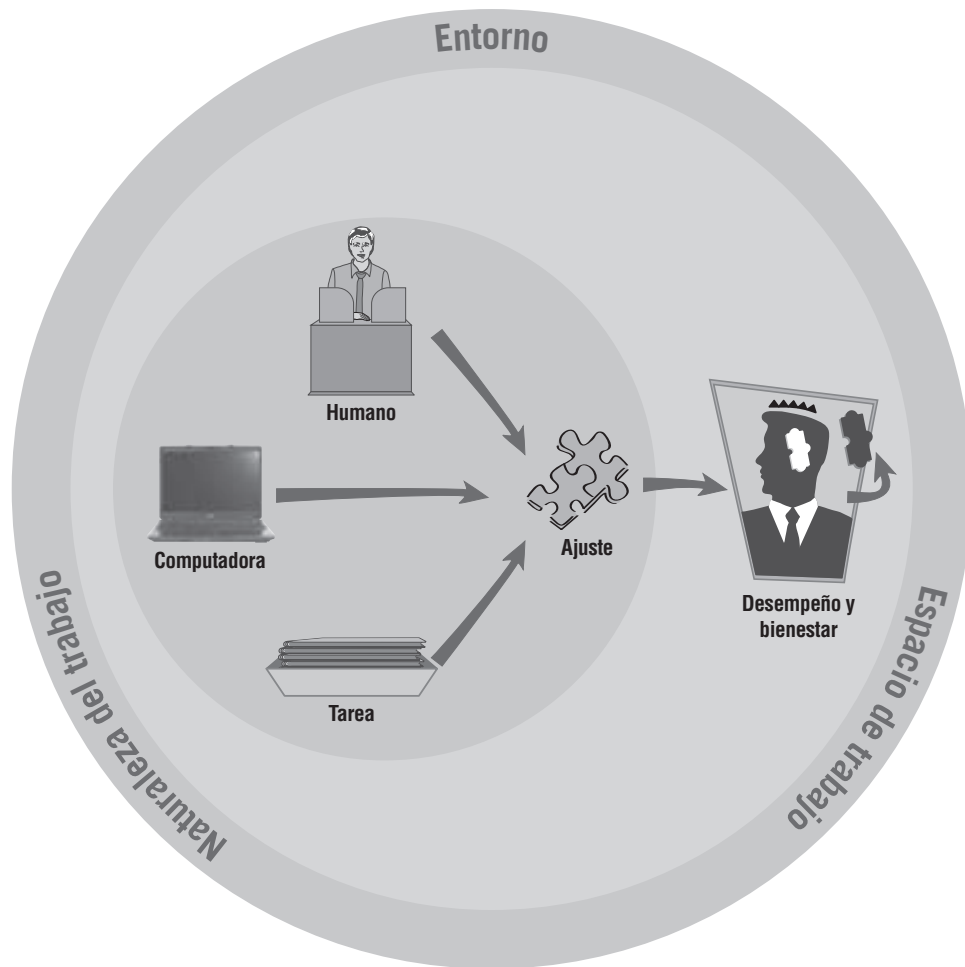 Entorno
Humano
Computadora
Ajuste
Desempeño y
bienestar
Tarea
Naturaleza del trabajo
Espacio de trabajo